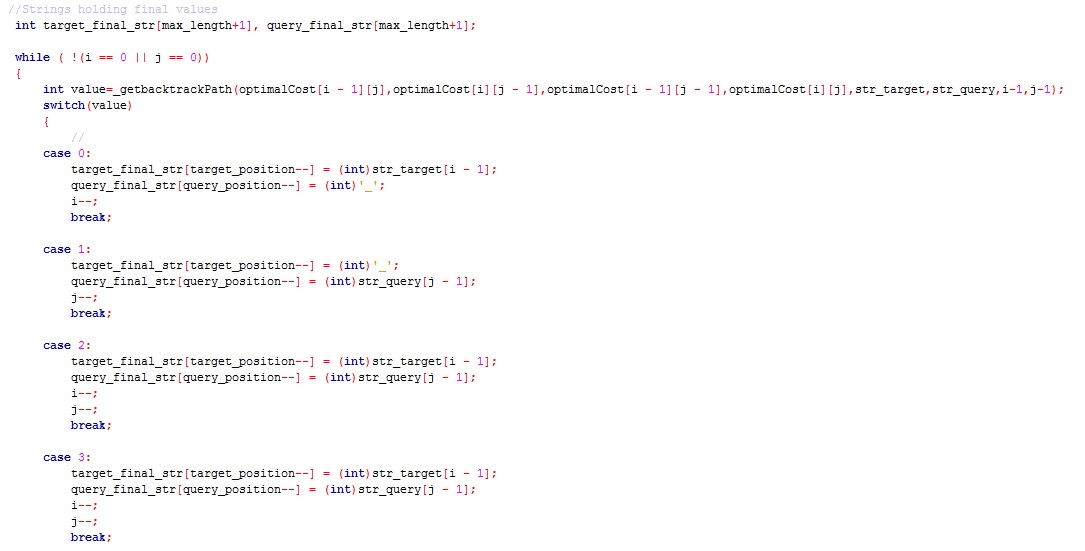 //Strings holding final values
int target_final_str[max_length+1], query_final_str[max_length+1];
while ( !(i == 0 || j == 0))
{
int value=_getbacktrackPath(optimalCost[i - 1][j],optimalCost[i][j - 1],optimalCost[i - 1][j - 1],optimalCost[i][j],str_target,str_query,i-1,j-1);
switch(value)
{
//
case 0:
target_final_str[target_position--] = (int)str_target[i - 1];
query_final_str[query_position--] = (int)'_';
i--;
break;
case 1:
target_final_str[target_position--] = (int)'_';
query_final_str[query_position--] = (int)str_query[j - 1];
j--;
break;
case 2:
target_final_str[target_position--] = (int)str_target[i - 1];
query_final_str[query_position--] = (int)str_query[j - 1];
i--;
j--;
break;
case 3:
target_final_str[target_position--] = (int)str_target[i - 1];
query_final_str[query_position--] = (int)str_query[j - 1];
i--;
j--;
break;